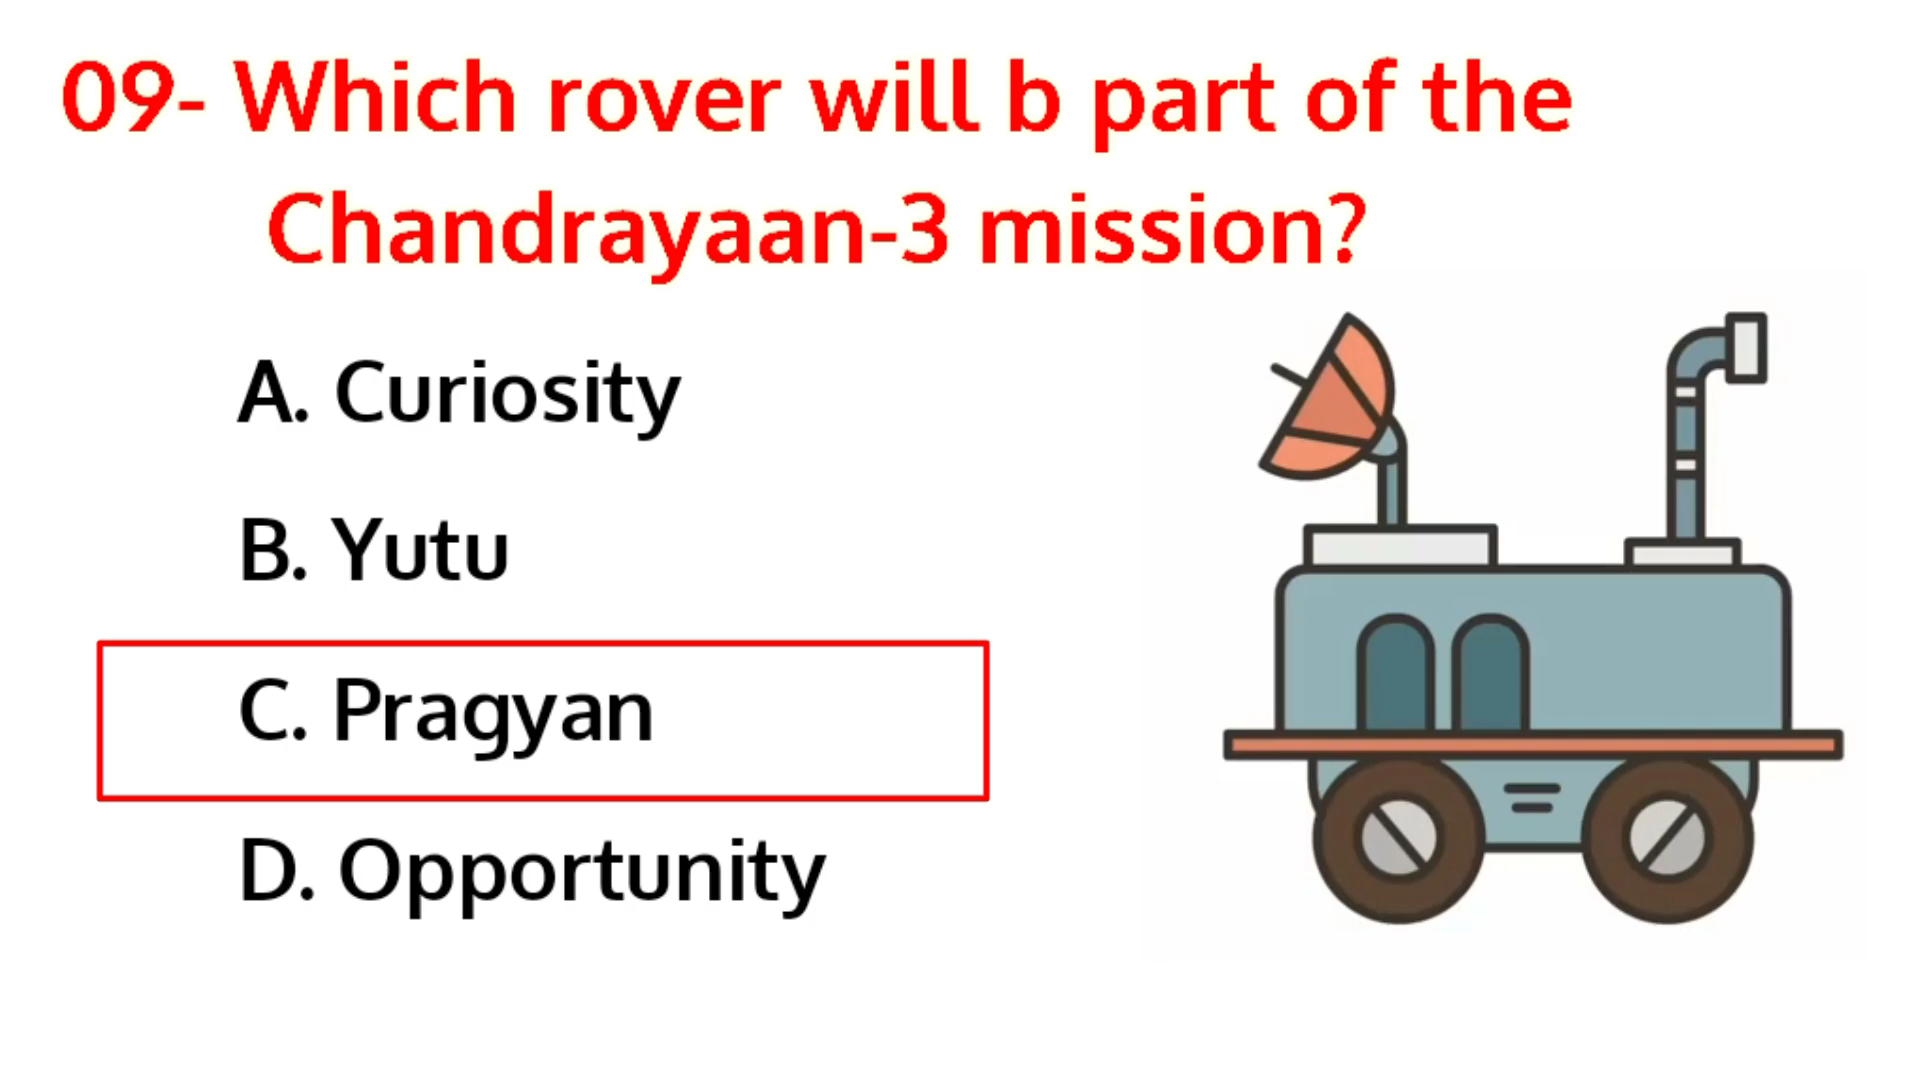 09- Which rover will b part of the
Chandrayaan-3 mission?
A. Curiosity
B. Yutu
C. Pragyan
D. Opportunity